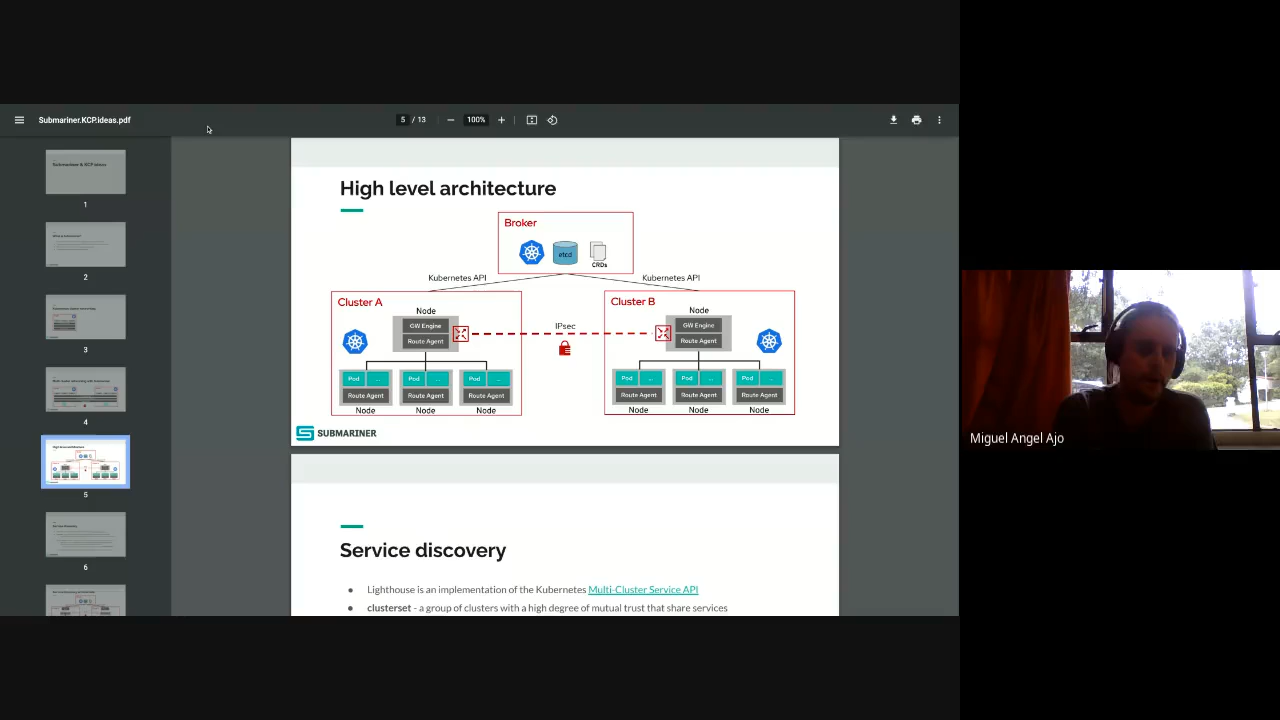 Submariner.KCP.ideas.pdf
5 / 13
100%
1
2
3
4
5
6
High level architecture
Broker
etcd
CRDs
Kubernetes API
Kubernetes API
Cluster A
Node
GW Engine
Route Agent
Pod ... Pod ... Pod ...
Route Agent Route Agent Route Agent
Node Node Node
IPsec
Cluster B
Node
GW Engine
Route Agent
Pod ... Pod ... Pod ...
Route Agent Route Agent Route Agent
Node Node Node
SUBMARINER
Service discovery
● Lighthouse is an implementation of the Kubernetes Multi-Cluster Service API
● clusterset - a group of clusters with a high degree of mutual trust that share services
Miguel Angel Ajo